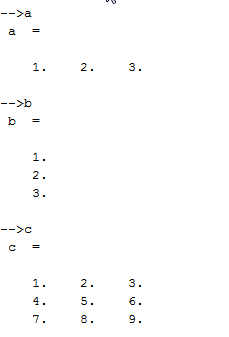 -->a
a =
1. 2. 3.
-->b
b =
1.
2.
3.
-->c
c =
1. 2. 3.
4. 5. 6.
7. 8. 9.